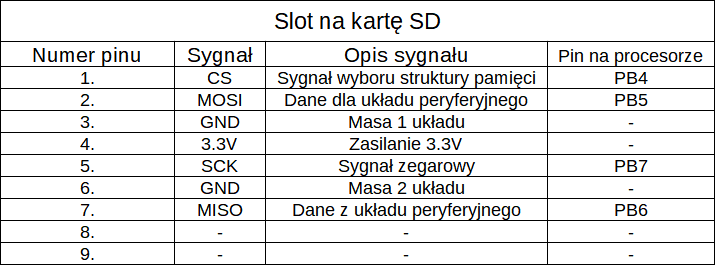 Slot na kartę SD
Numer pinu Sygnał Opis sygnału Pin na procesorze
1. CS Sygnał wyboru struktury pamięci PB4
2. MOSI Dane dla układu peryferyjnego PB5
3. GND Masa 1 układu -
4. 3.3V Zasilanie 3.3V -
5. SCK Sygnał zegarowy PB7
6. GND Masa 2 układu -
7. MISO Dane z układu peryferyjnego PB6
8. - - -
9. - - -